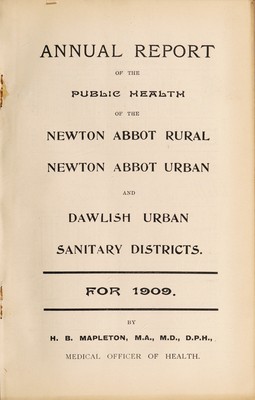 ANNUAL REPORT
OF THE
PUBLIC HEALTH
OF THE
NEWTON ABBOT RURAL
NEWTON ABBOT URBAN
AND
DAWLISH URBAN
SANITARY DISTRICTS.
FOR 1909.
BY
H. B. MAPLETON, M.A., M.D., D.P.H.,
MEDICAL OFFICER OF HEALTH.